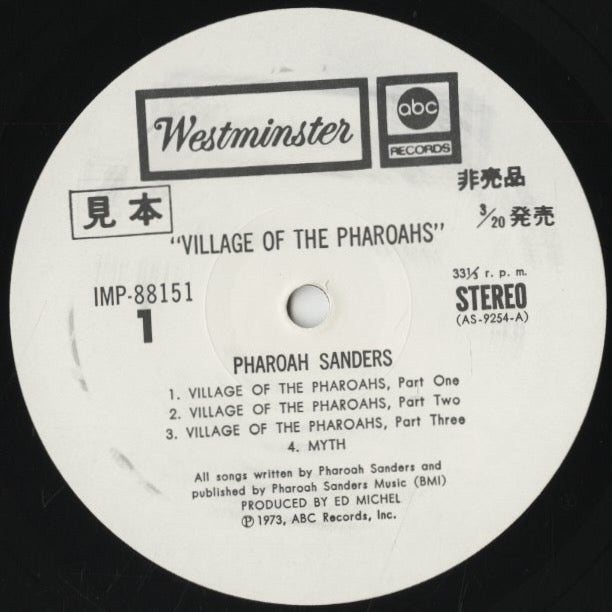 Westminster
abc
RECORDS
見本
非売品
3/20 発売
"VILLAGE OF THE PHAROAHS"
IMP-88151
1
33⅓ r. p. m.
STEREO
(AS-9254-A)
PHAROAH SANDERS
1. VILLAGE OF THE PHAROAHS, Part One
2. VILLAGE OF THE PHAROAHS, Part Two
3. VILLAGE OF THE PHAROAHS, Part Three
4. MYTH
All songs written by Pharoah Sanders and
published by Pharoah Sanders Music (BMI)
PRODUCED BY ED MICHEL
Ⓟ1973, ABC Records, Inc.